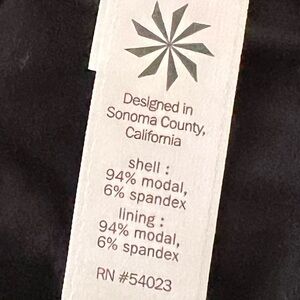 Designed in
Sonoma County,
California
shell :
94% modal,
6% spandex
lining :
94% modal,
6% spandex
RN #54023